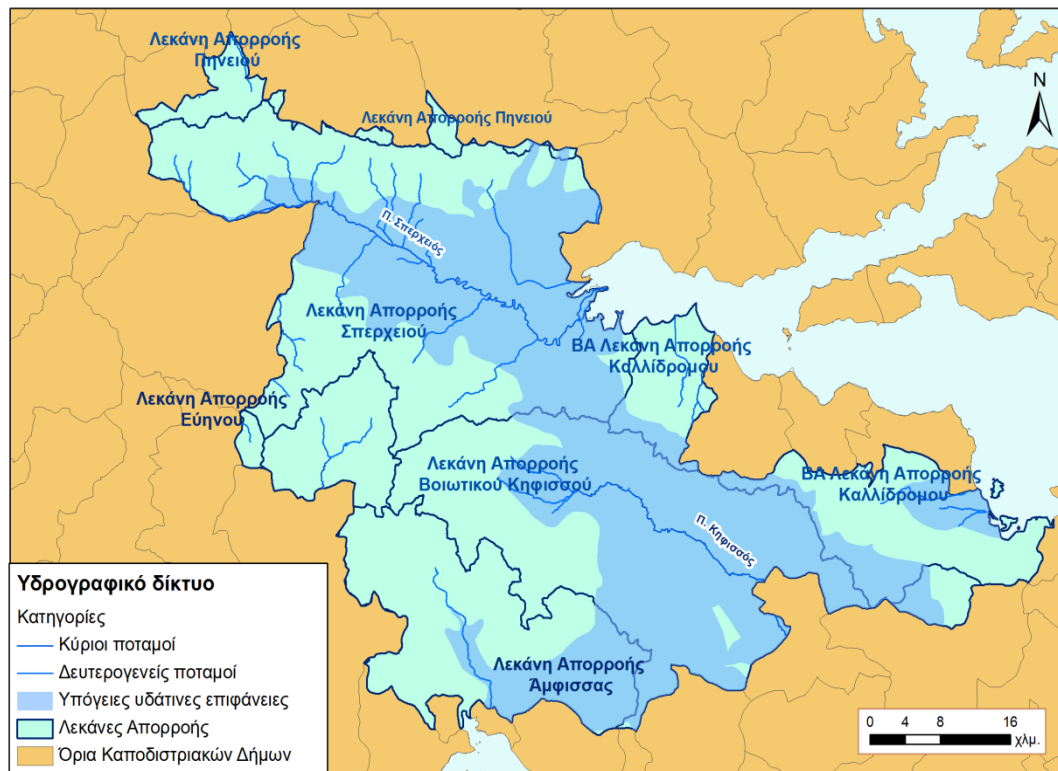 Λεκάνη Απορροής
Πηνειού
Λεκάνη Απορροής Πηνειού
N
Π. Σπερχειός
Λεκάνη Απορροής
Σπερχειού
ΒΑ Λεκάνη Απορροής
Καλλίδρομου
Λεκάνη Απορροής
Εύηνου
Λεκάνη Απορροής
Βοιωτικού Κηφισσού
ΒΑ Λεκάνη Απορροής
Καλλίδρομου
Π. Κηφισσός
Λεκάνη Απορροής
Άμφισσας
Υδρογραφικό δίκτυο
Κατηγορίες
Κύριοι ποταμοί
Δευτερογενείς ποταμοί
Υπόγειες υδάτινες επιφάνειες
Λεκάνες Απορροής
Όρια Καποδιστριακών Δήμων
0 4 8 16
χλμ.